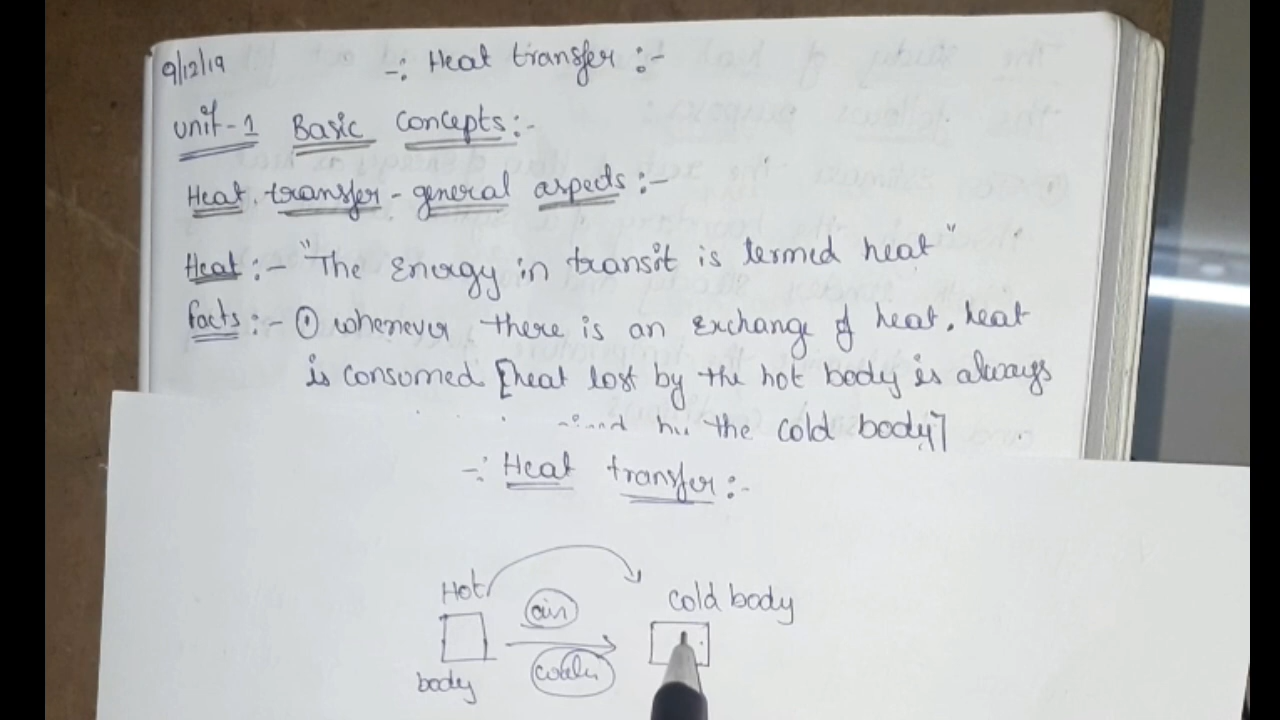 9/12/19 -: Heat transfer :-
Unit-1 Basic Concepts:-
Heat transfer - general aspects :-
Heat :- "The Energy in transit is termed heat"
facts :- ① whenever there is an exchange of heat. heat
is consumed [heat lost by the hot body is always
the cold body]
-: Heat transfer :-
Hot
body
air
Cold body